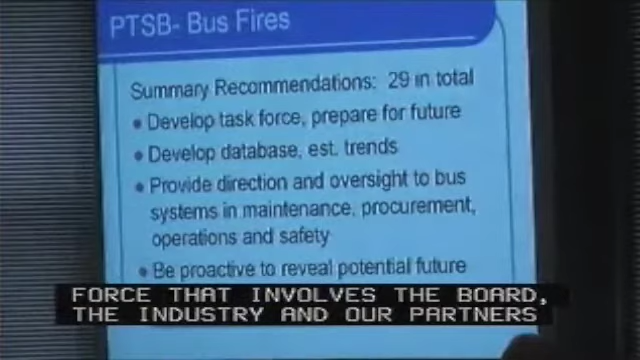 PTSB- Bus Fires
Summary Recommendations: 29 in total
• Develop task force, prepare for future
• Develop database, est. trends
• Provide direction and oversight to bus
systems in maintenance, procurement,
operations and safety
• Be proactive to reveal potential future
FORCE THAT INVOLVES THE BOARD,
THE INDUSTRY AND OUR PARTNERS